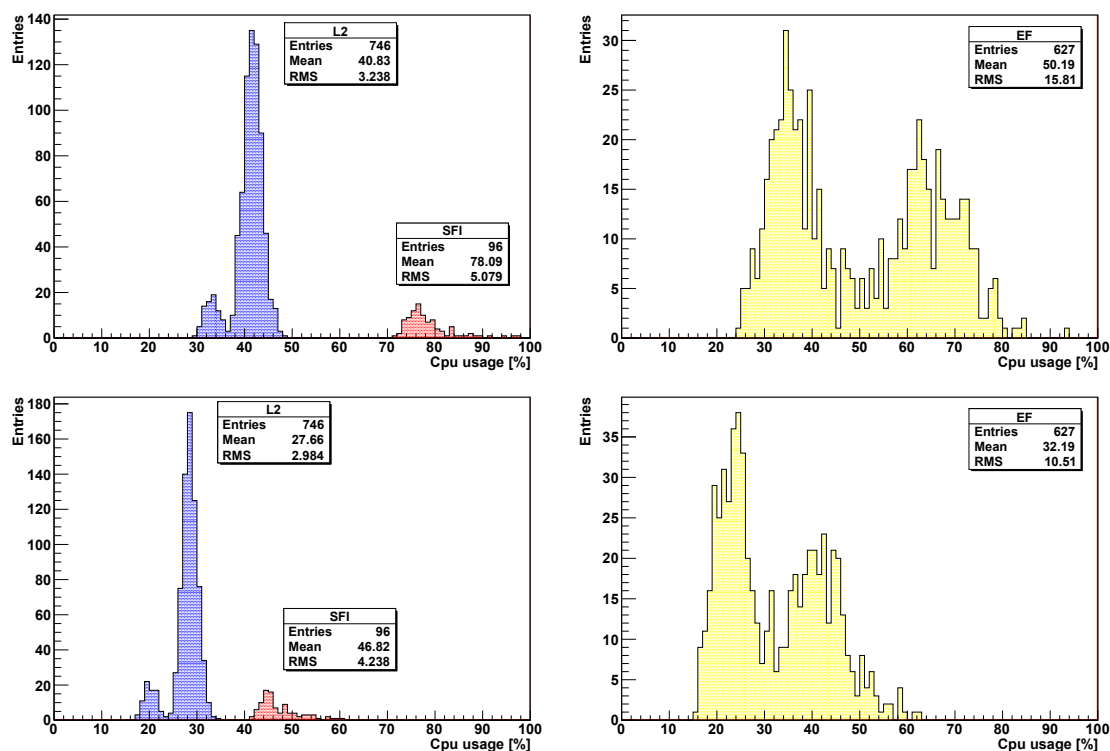 Entries
140
120
100
80
60
40
20
0
0 10 20 30 40 50 60 70 80 90 100
Cpu usage [%]
L2
Entries 746
Mean 40.83
RMS 3.238
SFI
Entries 96
Mean 78.09
RMS 5.079
Entries
30
25
20
15
10
5
0
0 10 20 30 40 50 60 70 80 90 100
Cpu usage [%]
EF
Entries 627
Mean 50.19
RMS 15.81
Entries
180
160
140
120
100
80
60
40
20
0
0 10 20 30 40 50 60 70 80 90 100
Cpu usage [%]
L2
Entries 746
Mean 27.66
RMS 2.984
SFI
Entries 96
Mean 46.82
RMS 4.238
Entries
35
30
25
20
15
10
5
0
0 10 20 30 40 50 60 70 80 90 100
Cpu usage [%]
EF
Entries 627
Mean 32.19
RMS 10.51